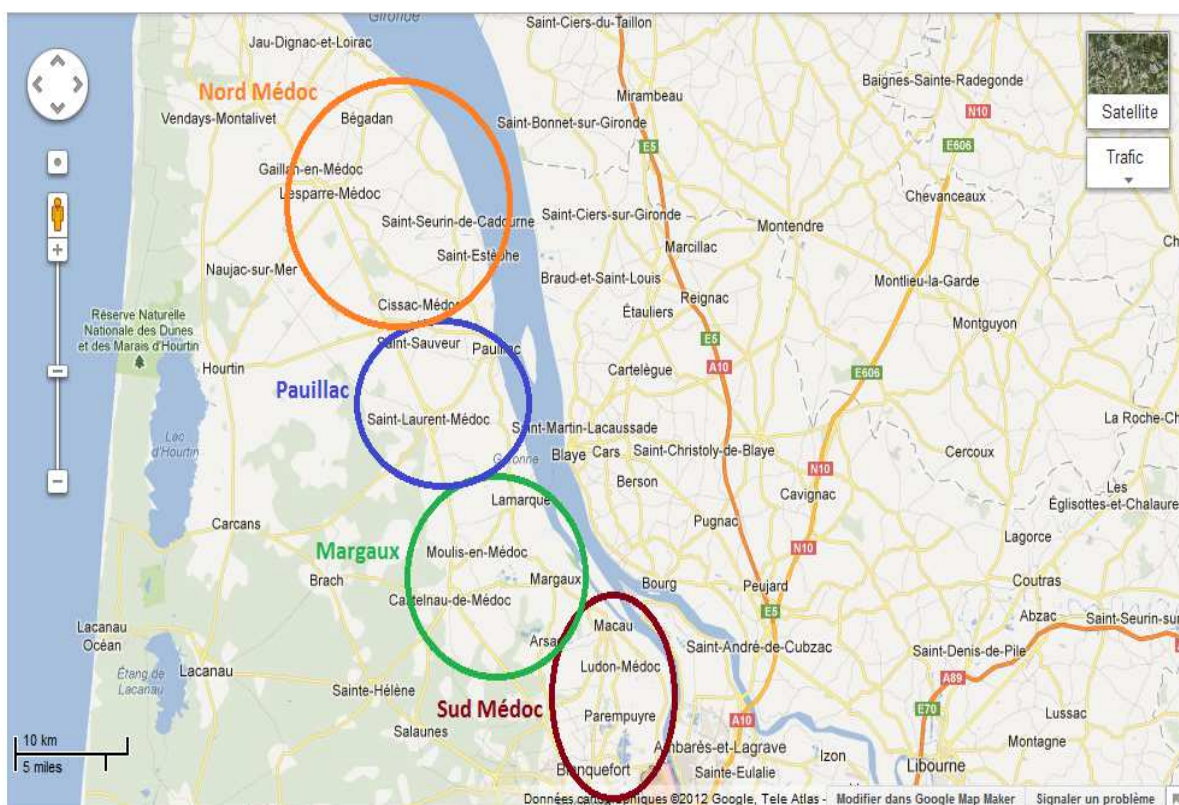 Gironde
Saint-Ciers-du-Taillon
Jau-Dignac-et-Loirac
Baignes-Sainte-Radegonde
Nord Médoc
Mirambeau
Satellite
N10
Vendays-Montalivet
Bégadan
Saint-Bonnet-sur-Gironde
E5
E606
Trafic
Gaillan-en-Médoc
Lesparre-Médoc
Chevanceaux
Saint-Seurin-de-Cadourne
Saint-Ciers-sur-Gironde
Montendre
Marcillac
Saint-Estèphe
Naujac-sur-Mer
Braud-et-Saint-Louis
Montlieu-la-Garde
Ch
Cissac-Médoc
Reignac
Étauliers
Réserve Naturelle
Nationale des Dunes
et des Marais d'Hourtin
Montguyon
E5
Saint-Sauveur
Pauillac
Hourtin
A10
Cartelègue
E606
Pauillac
Saint-Laurent-Médoc
La Roche-Ch
Saint-Martin-Lacaussade
Lac
d'Hourtin
Gironde
Blaye
Cars
Saint-Christoly-de-Blaye
Cercoux
N10
Berson
Lamarque
Cavignac
Les
Églisottes-et-Chalaure
Carcans
Pugnac
Lagorce
Margaux
Moulis-en-Médoc
N10
Brach
Margaux
Bourg
Peujard
Coutras
Castelnau-de-Médoc
E5
Abzac
Saint-Seurin-sur
Lacanau
Océan
Macau
Arsac
Saint-André-de-Cubzac
Saint-Denis-de-Pile
Lacanau
Étang de
Lacanau
Ludon-Médoc
A89
Sainte-Hélène
E70
Sud Médoc
Parempuyre
A10
Lussac
Salaunes
10 km
5 miles
Ambarès-et-Lagrave
Izon
Montagne
Blanquefort
Sainte-Eulalie
Libourne
Données cartographiques ©2012 Google, Tele Atlas -
Modifier dans Google Map Maker
Signaler un problème